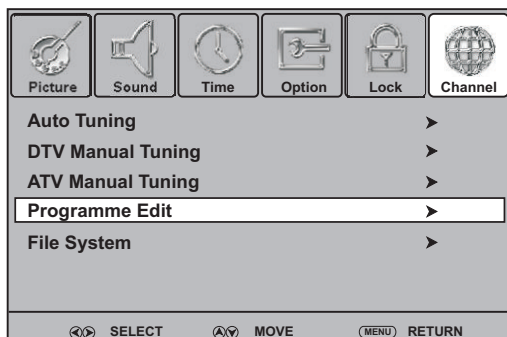 Picture Sound Time Option Lock Channel
Auto Tuning
DTV Manual Tuning
ATV Manual Tuning
Programme Edit
File System
SELECT MOVE MENU RETURN